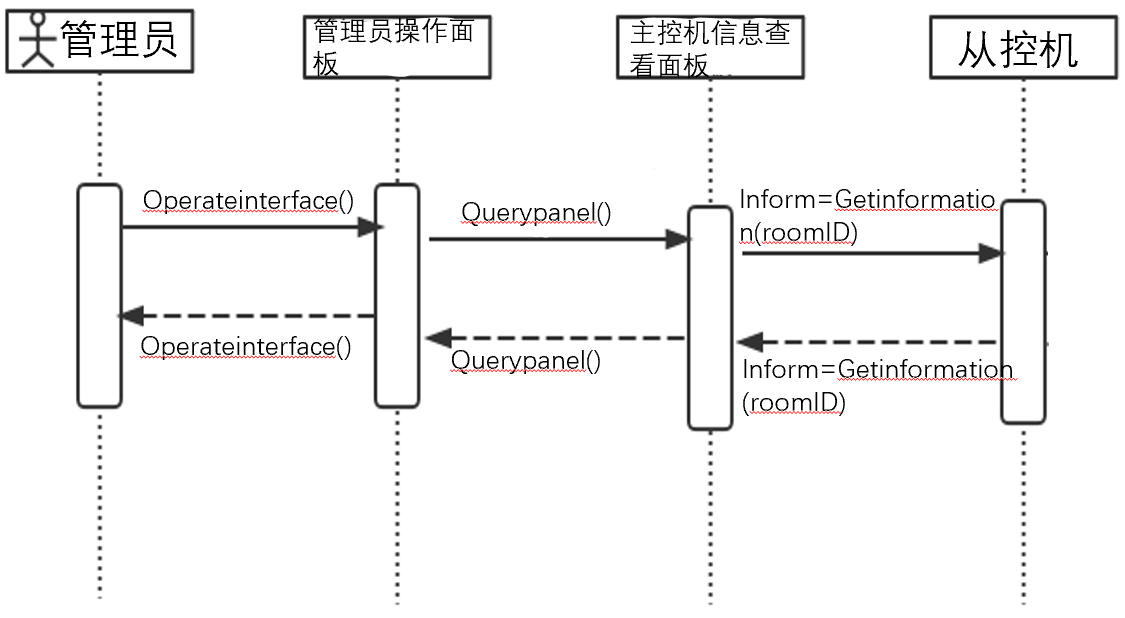 管理员
管理员操作面
板
主控机信息查
看面板...
从控机
Operateinterface()
Querypanel()
Inform=Getinformatio
n(roomID)
Operateinterface()
Querypanel()
Inform=Getinformation
(roomID)